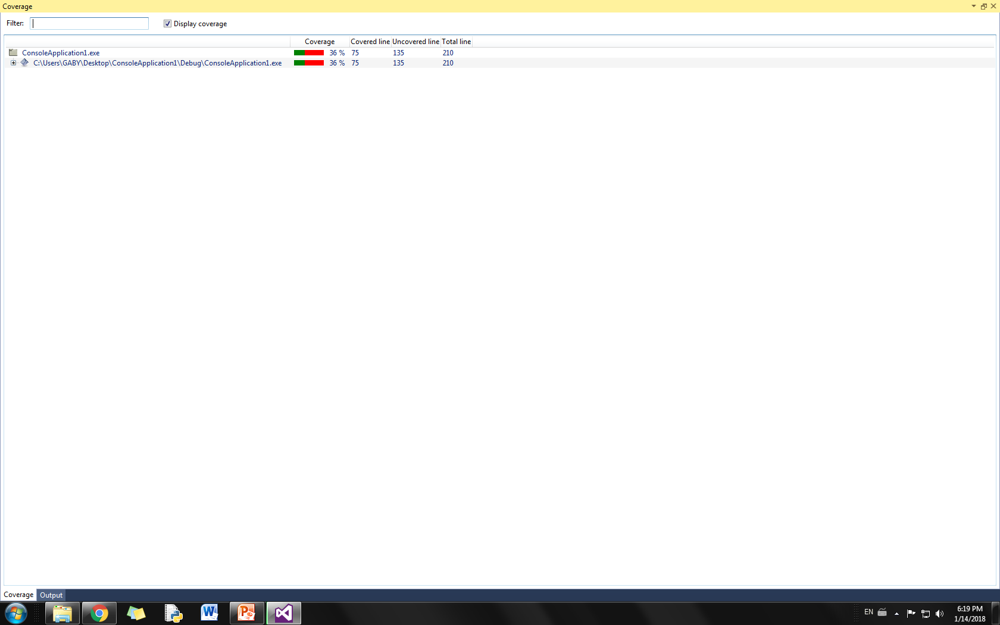 Coverage
Filter:
Display coverage
Coverage Covered line Uncovered line Total line
ConsoleApplication1.exe 36 % 75 135 210
C:\Users\GABY\Desktop\ConsoleApplication1\Debug\ConsoleApplication1.exe 36 % 75 135 210
Coverage Output
EN 6:19 PM
1/14/2018